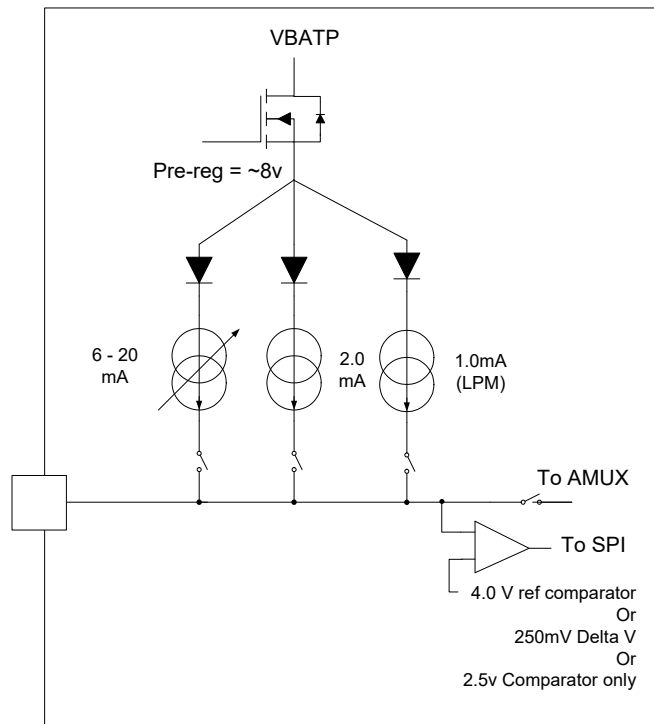 VBATP
Pre-reg = ~8v
6 - 20
mA
2.0
mA
1.0mA
(LPM)
To AMUX
To SPI
4.0 V ref comparator
Or
250mV Delta V
Or
2.5v Comparator only